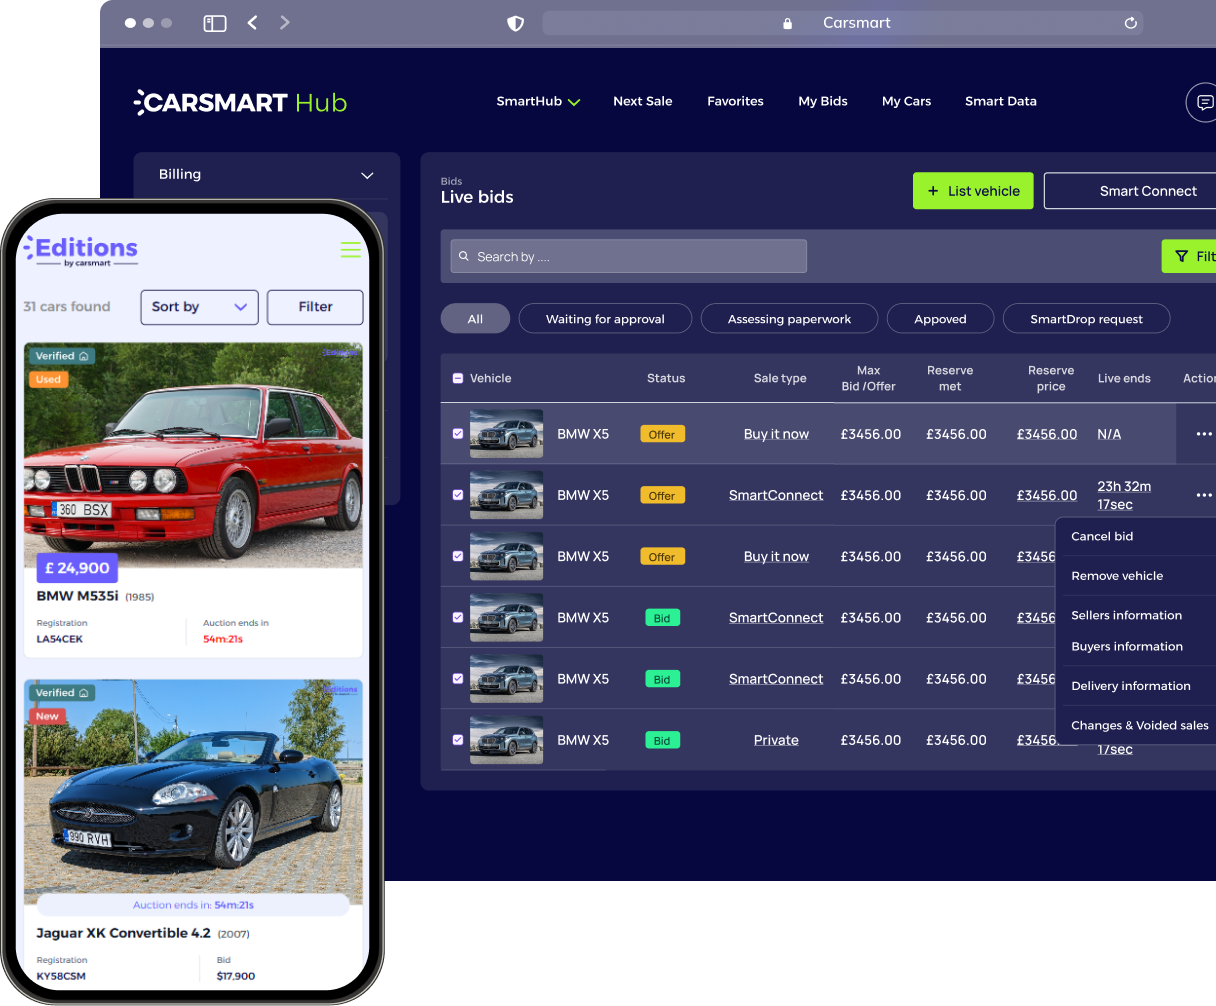 Carsmart
CARSMART Hub
SmartHub
Next Sale
Favorites
My Bids
My Cars
Smart Data
Billing
Bids
Live bids
+ List vehicle
Smart Connect
Search by ....
Filt
All
Waiting for approval
Assessing paperwork
Appoved
SmartDrop request
Vehicle
Status
Sale type
Max
Bid /Offer
Reserve
met
Reserve
price
Live ends
Action
BMW X5 Offer Buy it now £3456.00 £3456.00 £3456.00 N/A
BMW X5 Offer SmartConnect £3456.00 £3456.00 £3456.00 23h 32m
17sec
BMW X5 Offer Buy it now £3456.00 £3456.00 £3456
BMW X5 Bid SmartConnect £3456.00 £3456.00 £3456
BMW X5 Bid SmartConnect £3456.00 £3456.00 £3456
BMW X5 Bid Private £3456.00 £3456.00 £3456.
17sec
Cancel bid
Remove vehicle
Sellers information
Buyers information
Delivery information
Changes & Voided sales
Editions
by carsmart
31 cars found
Sort by
Filter
Verified
Editions
Used
360 BSX
£ 24,900
BMW M535i (1985)
Registration
LA54CEK
Auction ends in
54m:21s
Verified
Editions
New
990 RVH
Auction ends in: 54m:21s
Jaguar XK Convertible 4.2 (2007)
Registration
KY58CSM
Bid
$17,900